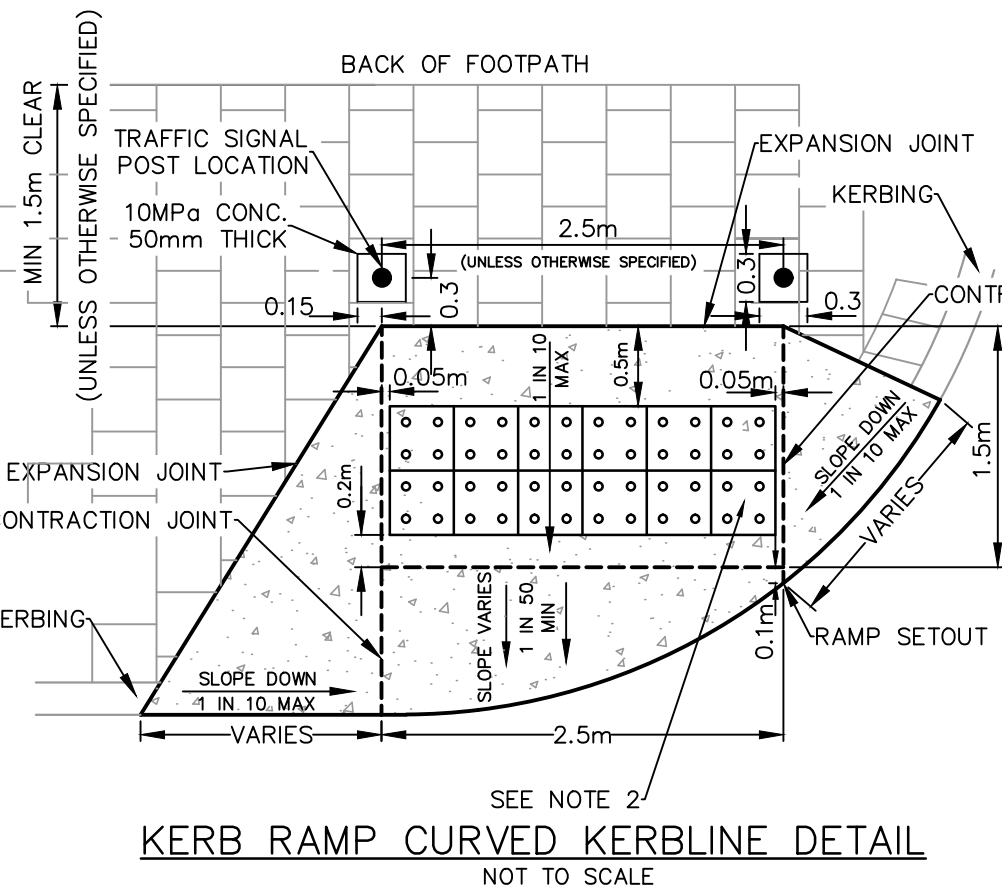 BACK OF FOOTPATH
MIN 1.5m CLEAR
(UNLESS OTHERWISE SPECIFIED)
TRAFFIC SIGNAL
POST LOCATION
10MPa CONC.
50mm THICK
EXPANSION JOINT
KERBING
2.5m
(UNLESS OTHERWISE SPECIFIED)
0.3
0.3
0.3
0.15
CONTR
0.05m
1 IN 10
MAX
0.5m
0.05m
SLOPE DOWN
1 IN 10 MAX
VARIES
1.5m
EXPANSION JOINT
0.2m
CONTRACTION JOINT
SLOPE VARIES
1 IN 50
MIN
0.1m
RAMP SETOUT
ERBING
SLOPE DOWN
1 IN 10 MAX
VARIES
2.5m
SEE NOTE 2
KERB RAMP CURVED KERBLINE DETAIL
NOT TO SCALE